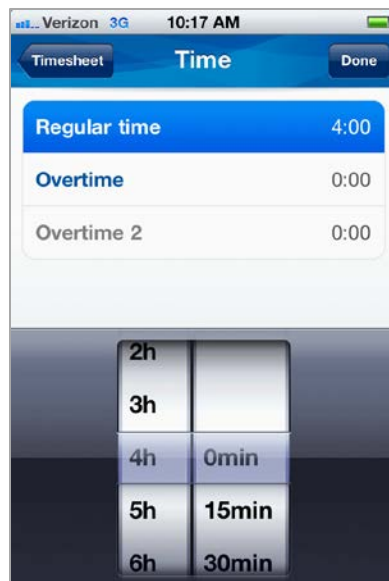 Verizon 3G 10:17 AM
Timesheet Time Done
Regular time 4:00
Overtime 0:00
Overtime 2 0:00
2h
3h
4h 0min
5h 15min
6h 30min